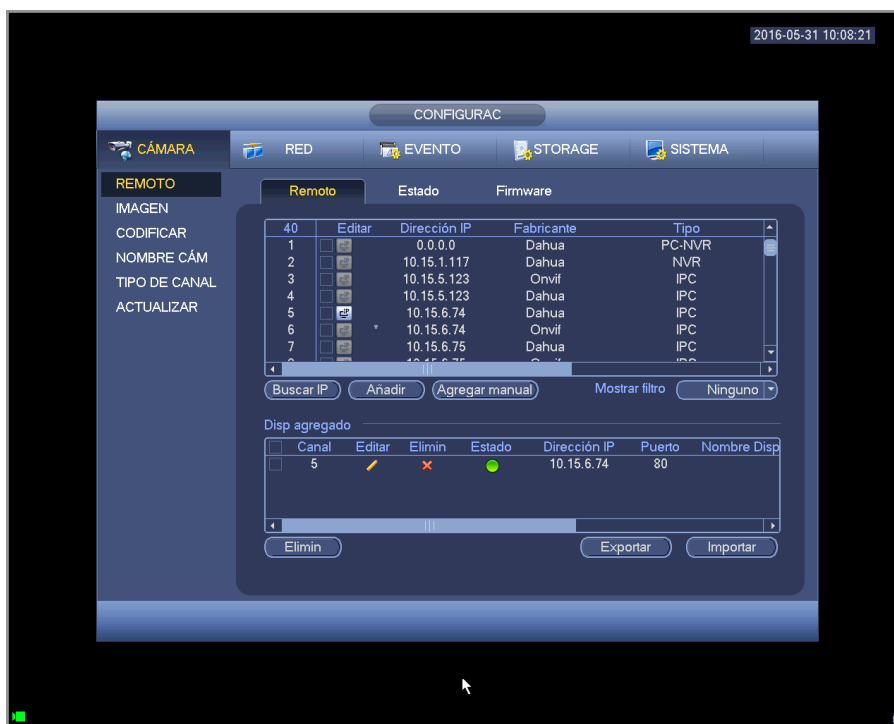 2016-05-31 10:08:21
CONFIGURAC
CÁMARA RED EVENTO STORAGE SISTEMA
REMOTO
IMAGEN
CODIFICAR
NOMBRE CÁM
TIPO DE CANAL
ACTUALIZAR
Remoto Estado Firmware
40 Editar Dirección IP Fabricante Tipo
1 0.0.0.0 Dahua PC-NVR
2 10.15.1.117 Dahua NVR
3 10.15.5.123 Onvif IPC
4 10.15.5.123 Dahua IPC
5 10.15.6.74 Dahua IPC
6 * 10.15.6.74 Onvif IPC
7 10.15.6.75 Dahua IPC
Buscar IP Añadir Agregar manual Mostrar filtro Ninguno
Disp agregado
Canal Editar Elimin Estado Dirección IP Puerto Nombre Disp
5 10.15.6.74 80
Elimin Exportar Importar